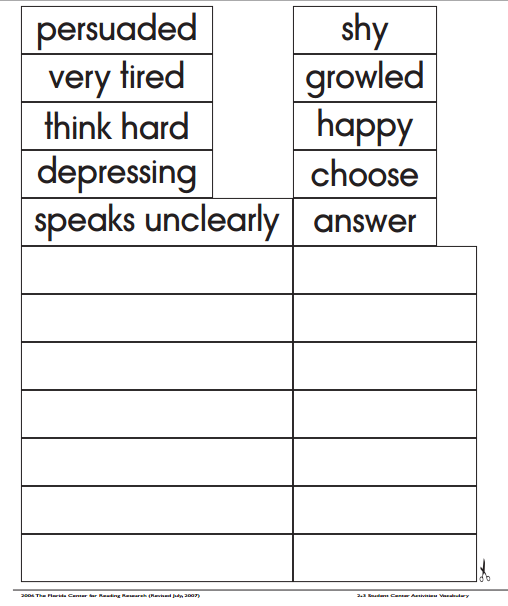 persuaded
shy
very tired
growled
think hard
happy
depressing
choose
speaks unclearly
answer
2006 The Florida Center for Reading Research (Revised July, 2007)
2-3 Student Center Activities: Vocabulary